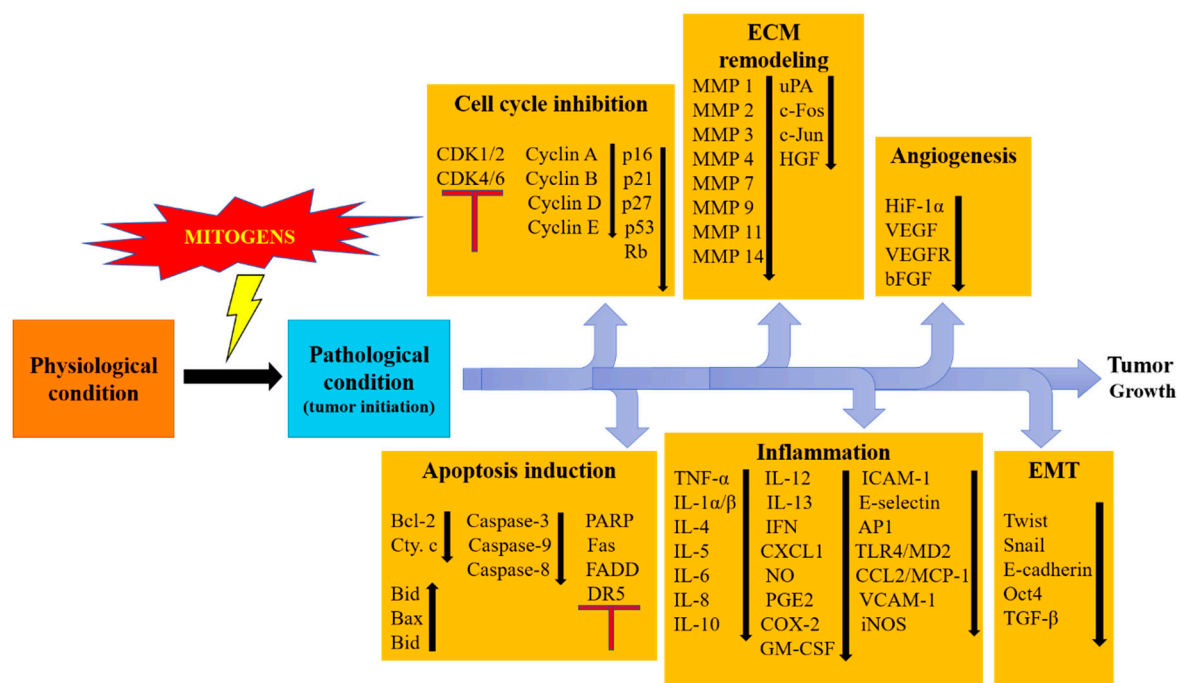 ECM
remodeling
MMP 1
MMP 2
MMP 3
MMP 4
MMP 7
MMP 9
MMP 11
MMP 14
uPA
c-Fos
c-Jun
HGF
Cell cycle inhibition
CDK1/2
CDK4/6
Cyclin A
Cyclin B
Cyclin D
Cyclin E
p16
p21
p27
p53
Rb
Angiogenesis
HiF-1α
VEGF
VEGFR
bFGF
MITOGENS
Physiological
condition
Pathological
condition
(tumor initiation)
Tumor
Growth
Apoptosis induction
Bcl-2
Cty. c
Bid
Bax
Bid
Caspase-3
Caspase-9
Caspase-8
PARP
Fas
FADD
DR5
Inflammation
TNF-α
IL-1α/β
IL-4
IL-5
IL-6
IL-8
IL-10
IL-12
IL-13
IFN
CXCL1
NO
PGE2
COX-2
GM-CSF
ICAM-1
E-selectin
AP1
TLR4/MD2
CCL2/MCP-1
VCAM-1
iNOS
EMT
Twist
Snail
E-cadherin
Oct4
TGF-β